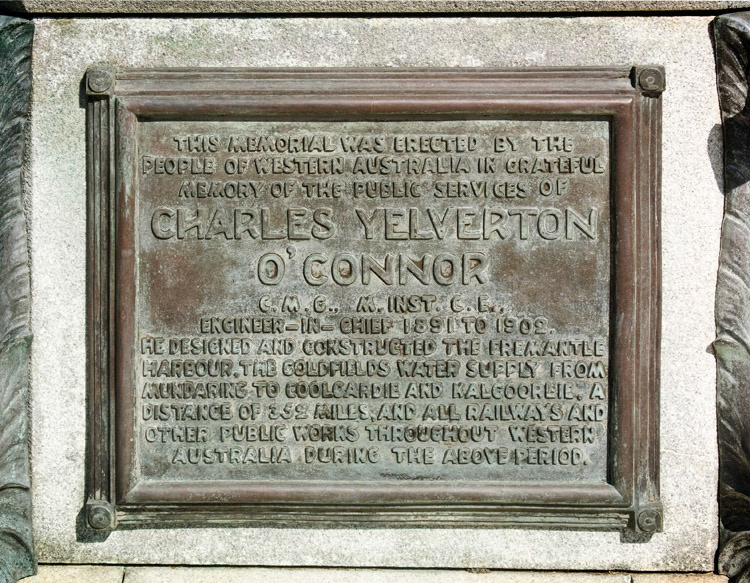 THIS MEMORIAL WAS ERECTED BY THE
PEOPLE OF WESTERN AUSTRALIA IN GRATEFUL
MEMORY OF THE PUBLIC SERVICES OF
CHARLES YELVERTON
O'CONNOR
C.M.G., M.INST.C.E.,
ENGINEER-IN-CHIEF 1891 TO 1902.
HE DESIGNED AND CONSTRUCTED THE FREMANTLE
HARBOUR, THE GOLDFIELDS WATER SUPPLY FROM
MUNDARING TO COOLGARDIE AND KALGOORLIE, A
DISTANCE OF 352 MILES, AND ALL RAILWAYS AND
OTHER PUBLIC WORKS THROUGHOUT WESTERN
AUSTRALIA DURING THE ABOVE PERIOD.